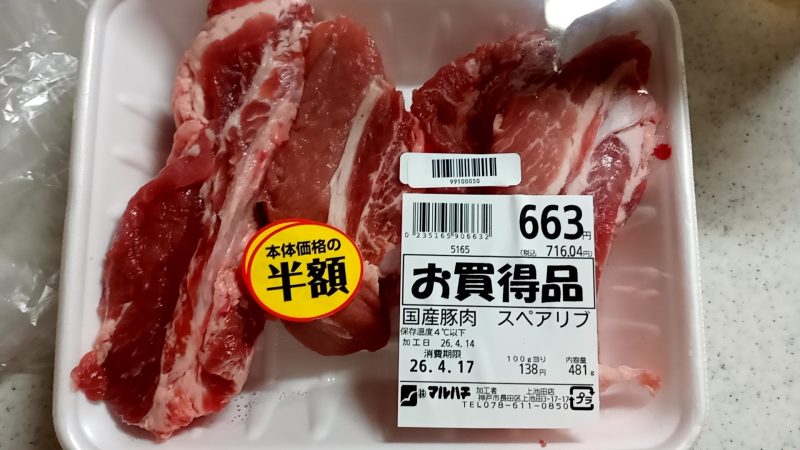 99100050
0 235165 906632
5165
663円
(税込 716.04円)
お買得品
本体価格の
半額
国産豚肉 スペアリブ
保存温度4℃以下
加工日 26.4.14
消費期限
26.4.17
100g当り
138円
内容量
481g
㈱マルハチ
加工者 上池田店
神戸市長田区上池田3-17-17
TEL078-611-0850
プラ